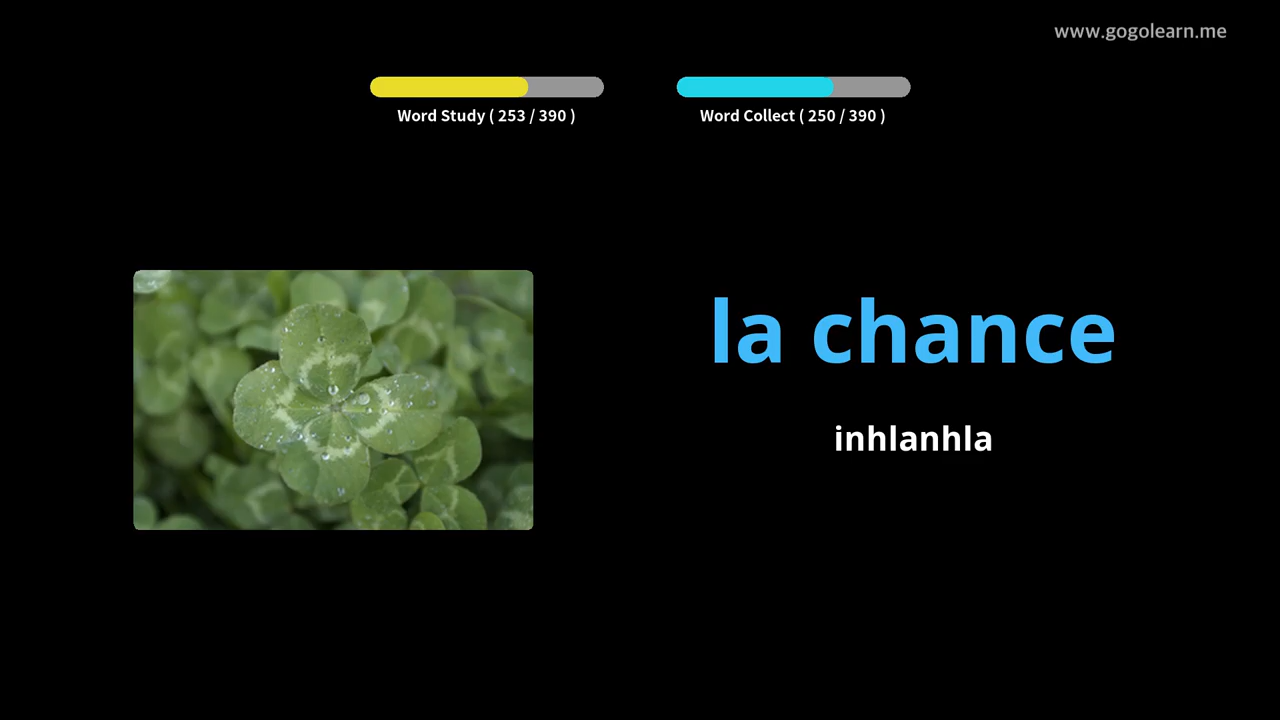 www.gogolearn.me
Word Study ( 253 / 390 )
Word Collect ( 250 / 390 )
la chance
inhlanhla